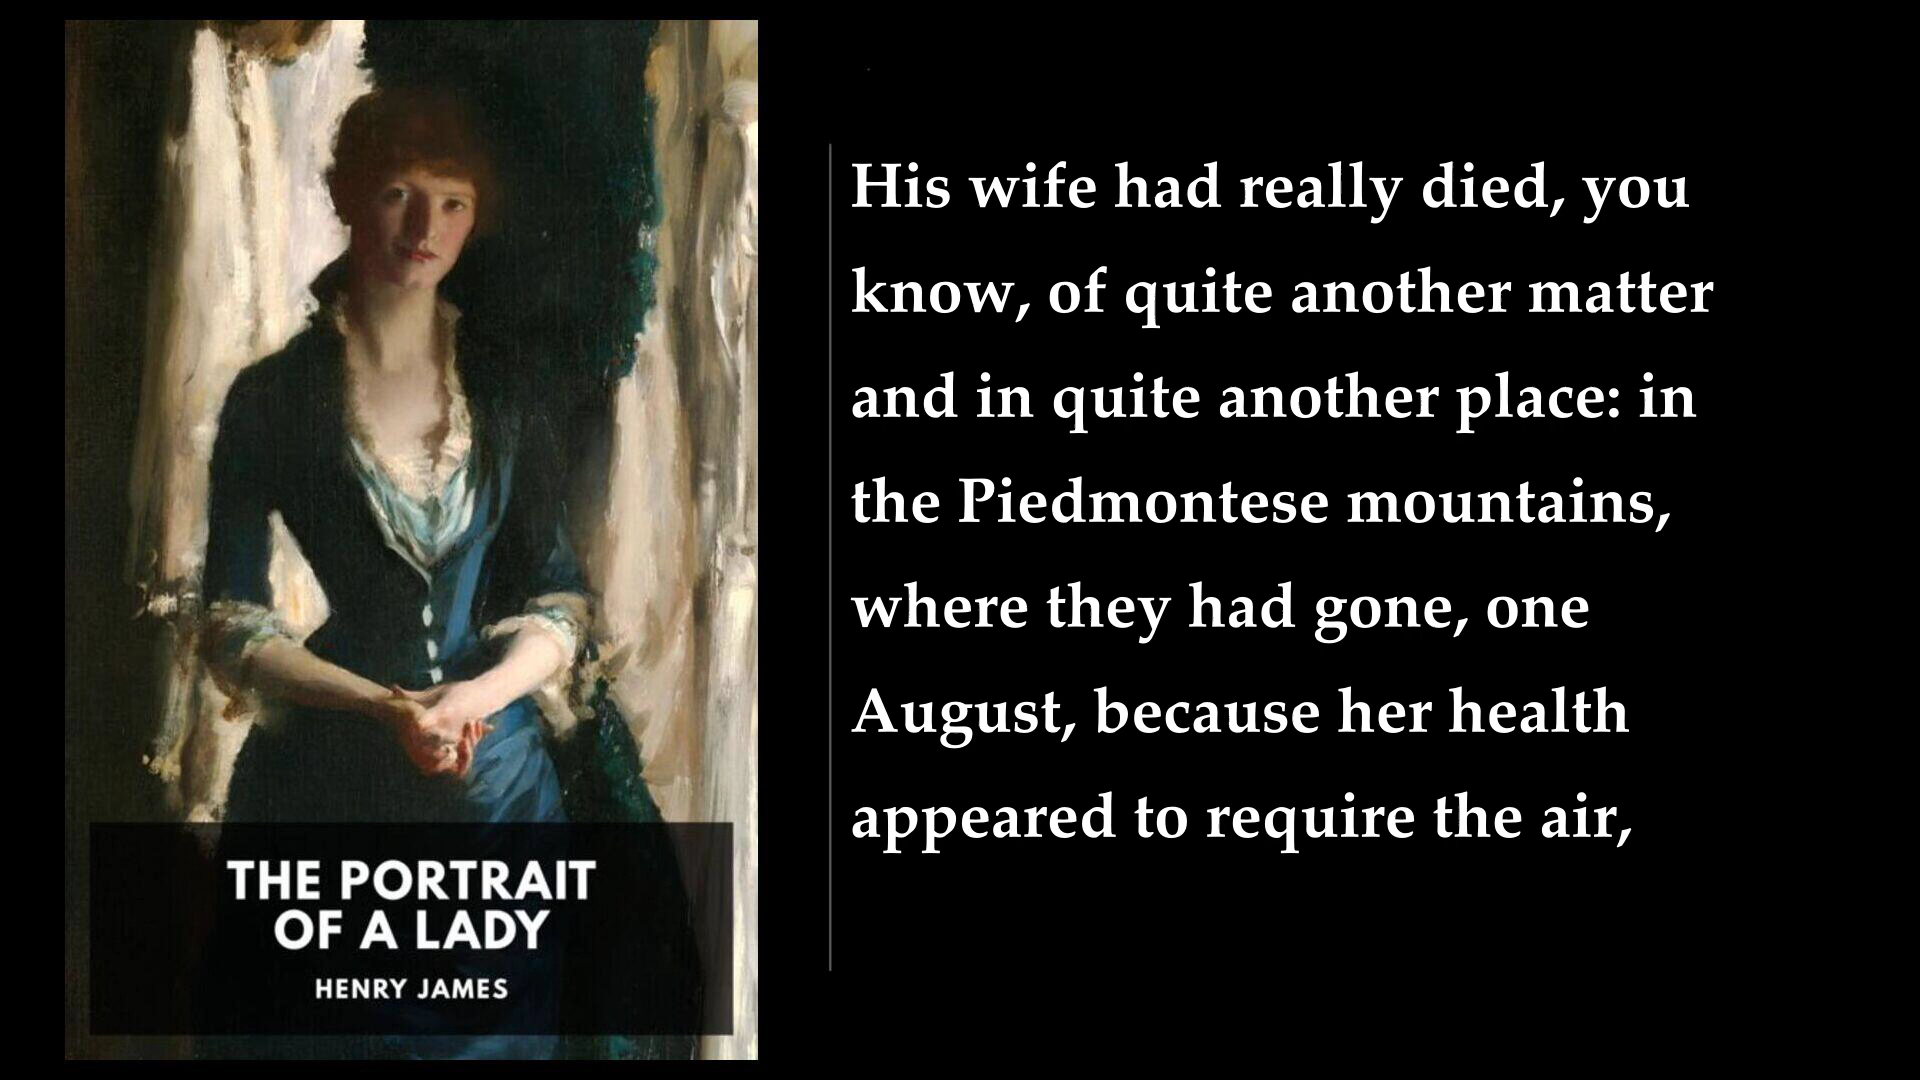 THE PORTRAIT
OF A LADY
HENRY JAMES
His wife had really died, you
know, of quite another matter
and in quite another place: in
the Piedmontese mountains,
where they had gone, one
August, because her health
appeared to require the air,